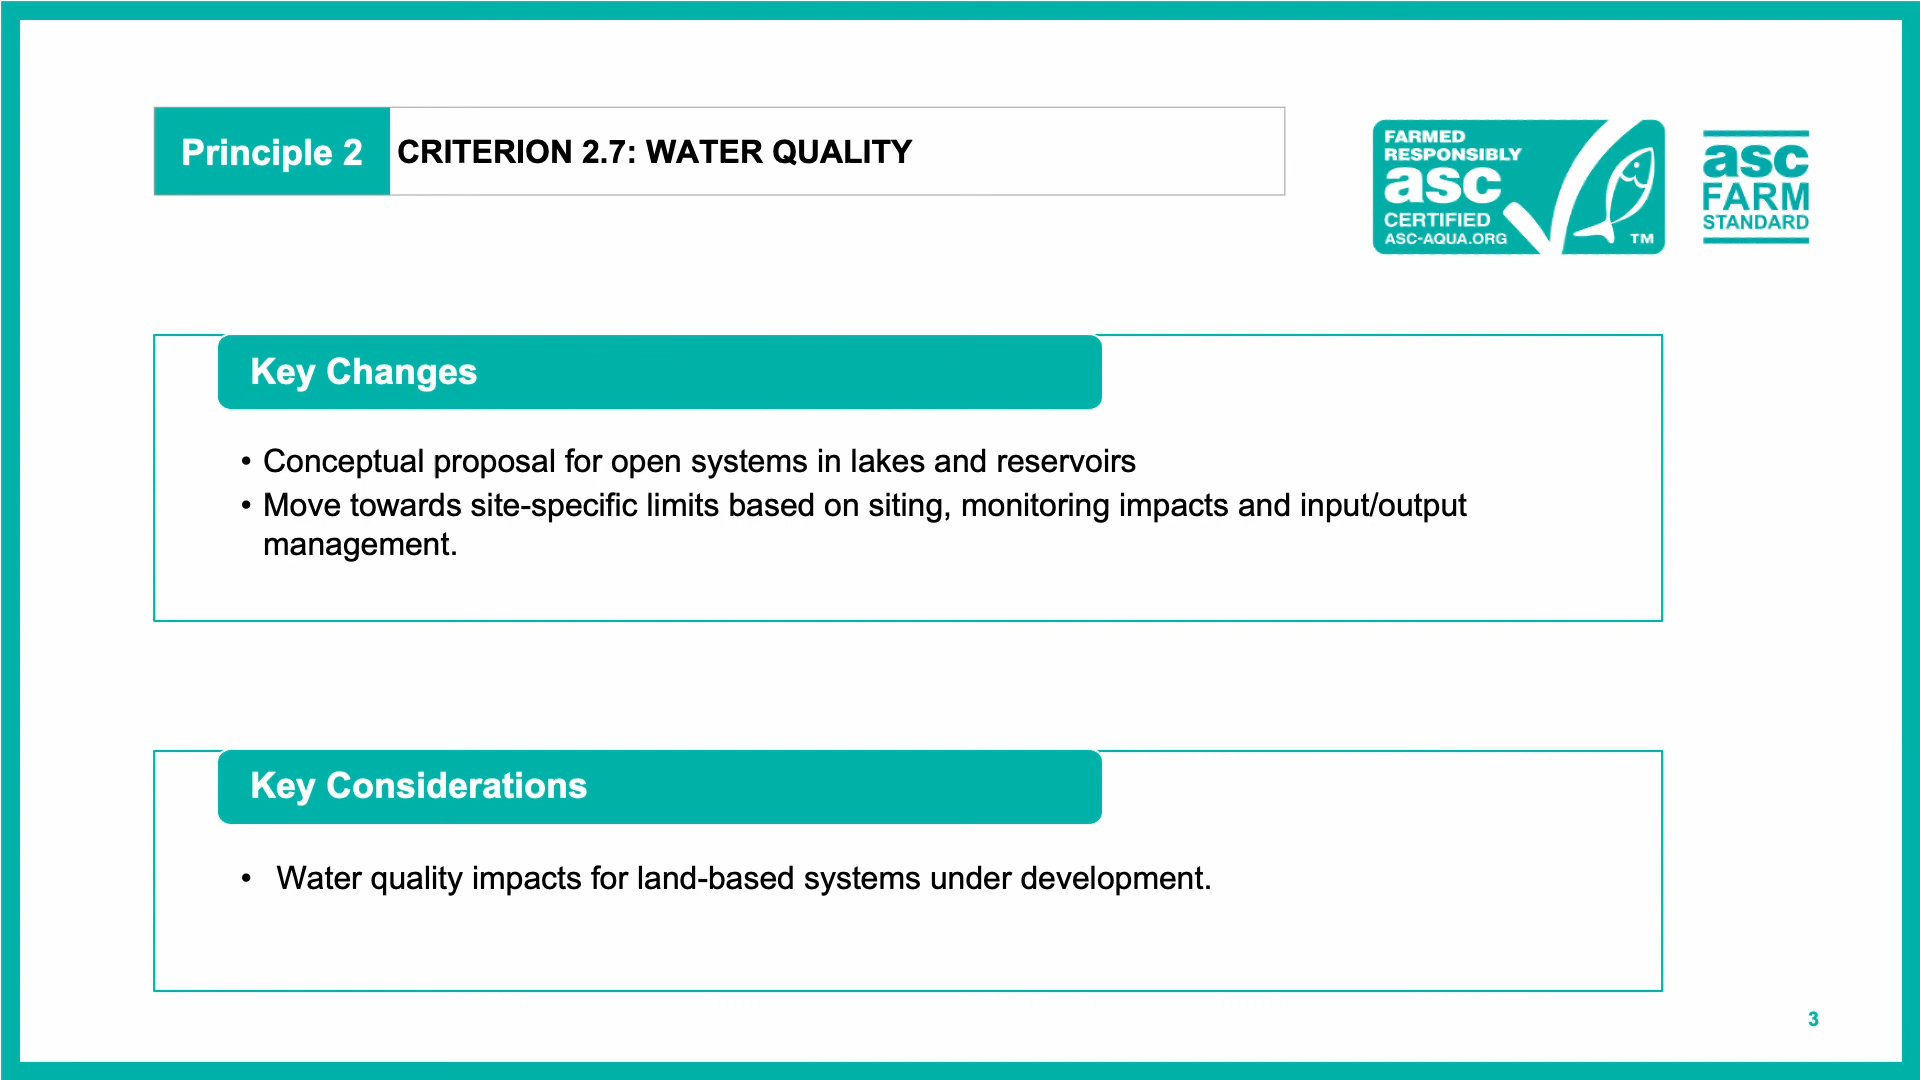 Principle 2
CRITERION 2.7: WATER QUALITY
FARMED
RESPONSIBLY
asc
CERTIFIED
ASC-AQUA.ORG
TM
asc
FARM
STANDARD
Key Changes
• Conceptual proposal for open systems in lakes and reservoirs
• Move towards site-specific limits based on siting, monitoring impacts and input/output
management.
Key Considerations
• Water quality impacts for land-based systems under development.
3